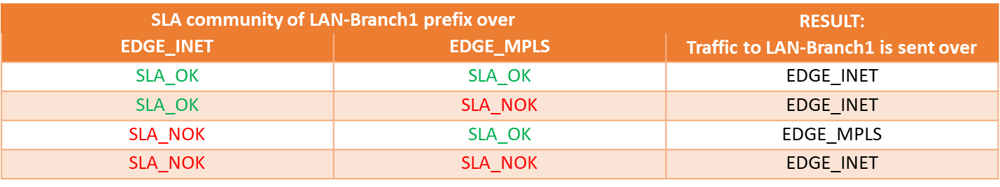 SLA community of LAN-Branch1 prefix over
RESULT:
EDGE_INET EDGE_MPLS Traffic to LAN-Branch1 is sent over
SLA_OK SLA_OK EDGE_INET
SLA_OK SLA_NOK EDGE_INET
SLA_NOK SLA_OK EDGE_MPLS
SLA_NOK SLA_NOK EDGE_INET